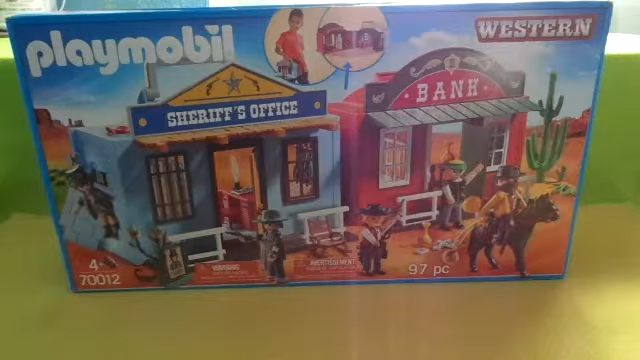 playmobil
WESTERN
SHERIFF'S OFFICE
BANK
4+
70012
WARNING
AVERTISSEMENT
97 pc